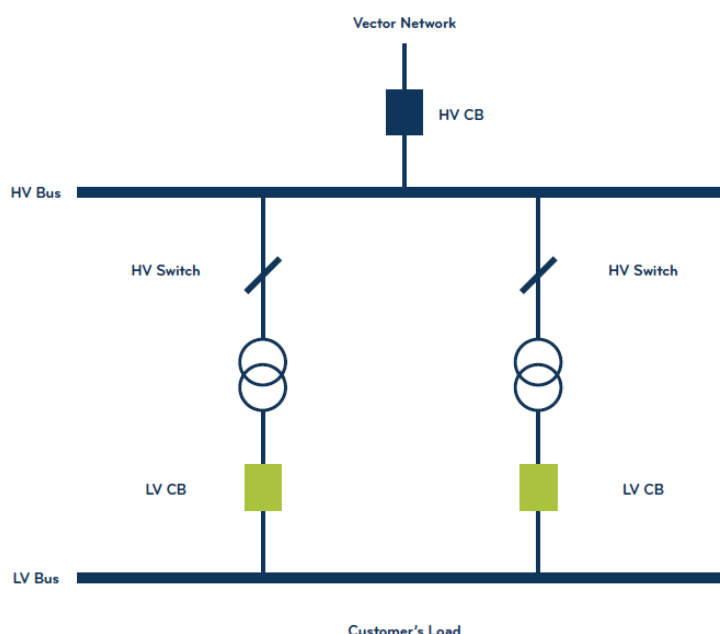 Vector Network
HV CB
HV Bus
HV Switch
HV Switch
LV CB
LV CB
LV Bus
Customer's Load